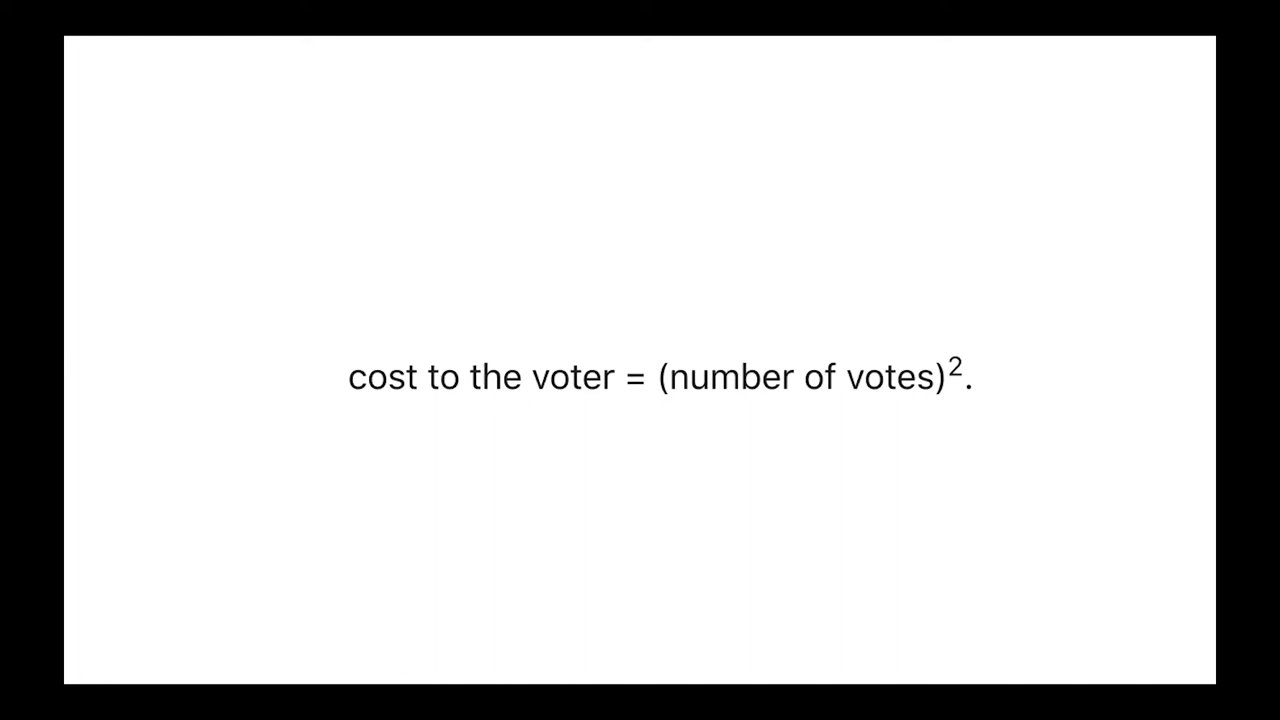 cost to the voter = (number of votes)².